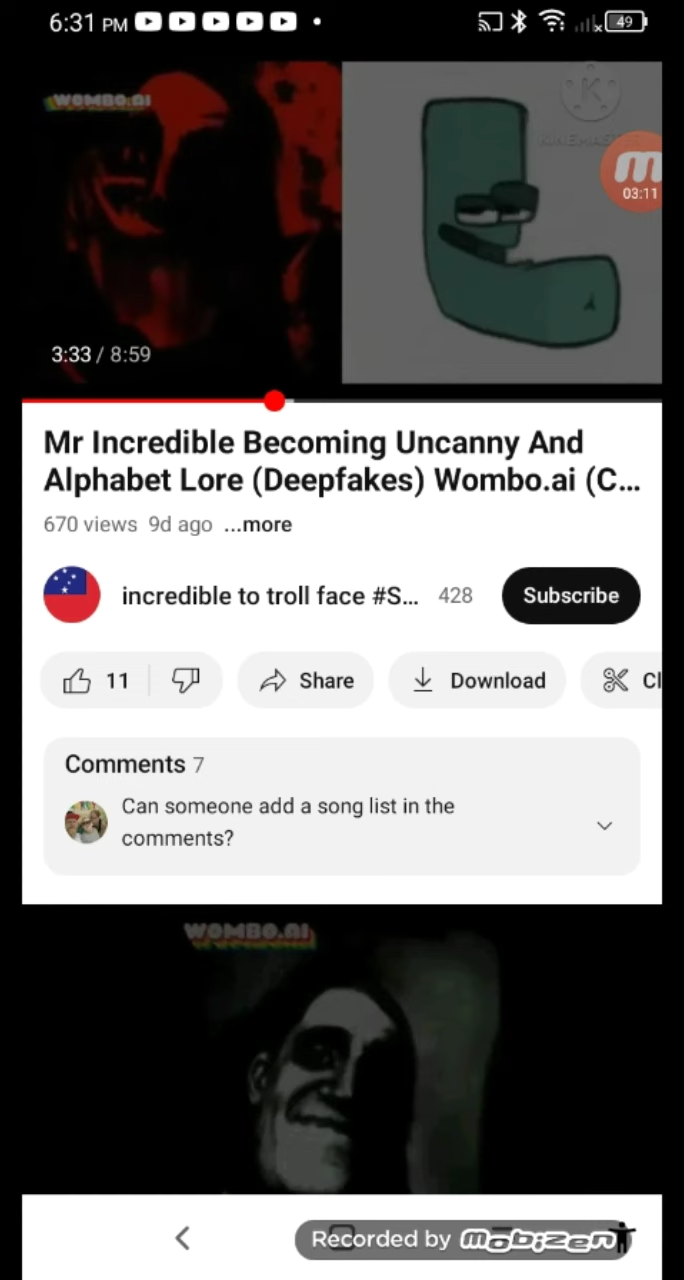 6:31 PM
49
WOMBO.AI
K
KINEMASTER
m
03:11
3:33 / 8:59
Mr Incredible Becoming Uncanny And
Alphabet Lore (Deepfakes) Wombo.ai (C...
670 views 9d ago ...more
incredible to troll face #S... 428
Subscribe
11
Share
Download
Cl
Comments 7
Can someone add a song list in the
comments?
WOMBO.AI
Recorded by mobizen